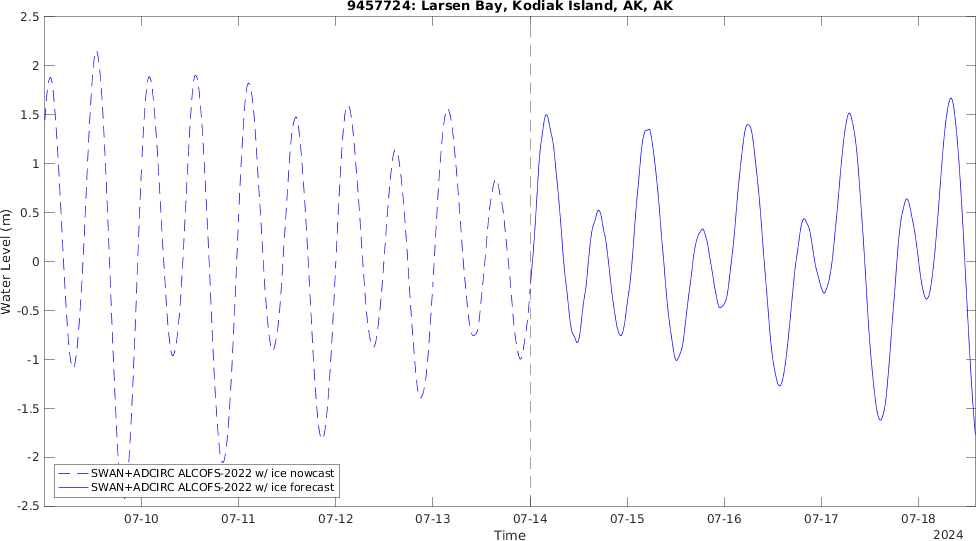 9457724: Larsen Bay, Kodiak Island, AK, AK
2.5
2
1.5
1
0.5
0
-0.5
-1
-1.5
-2
-2.5
Water Level (m)
SWAN+ADCIRC ALCOFS-2022 w/ ice nowcast
SWAN+ADCIRC ALCOFS-2022 w/ ice forecast
07-10 07-11 07-12 07-13 07-14 07-15 07-16 07-17 07-18
Time
2024